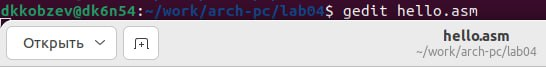 dkkobzev@dk6n54:~/work/arch-pc/lab04$ gedit hello.asm
Открыть
hello.asm
~/work/arch-pc/lab04